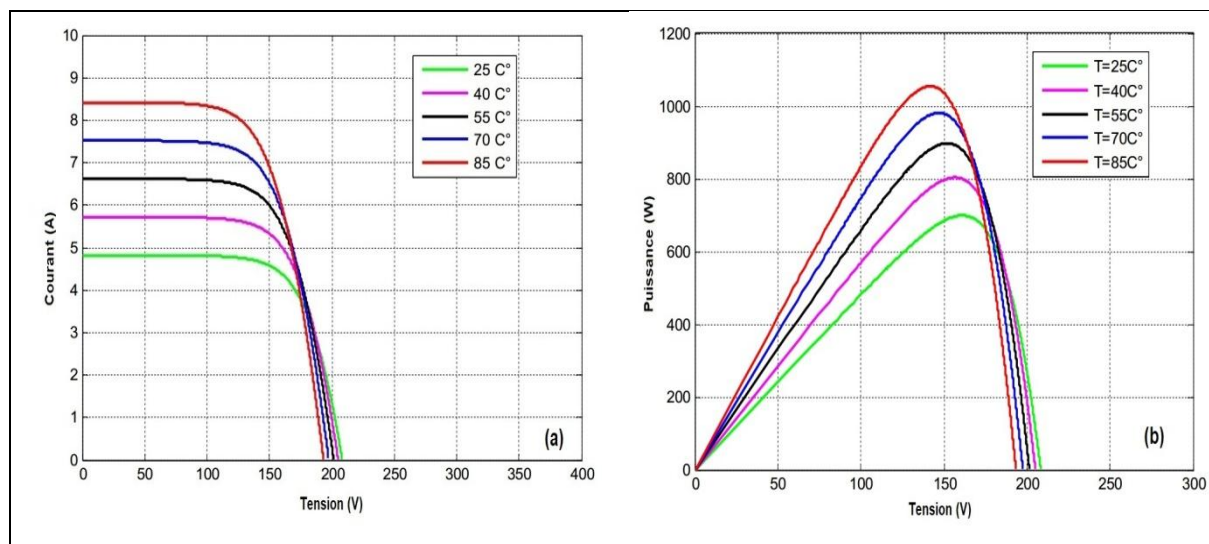 10
9
8
7
6
5
4
3
2
1
0
Courant (A)
25 C°
40 C°
55 C°
70 C°
85 C°
(a)
0 50 100 150 200 250 300 350 400
Tension (V)
1200
1000
800
600
400
200
0
Puissance (W)
T=25C°
T=40C°
T=55C°
T=70C°
T=85C°
(b)
0 50 100 150 200 250 300
Tension (V)